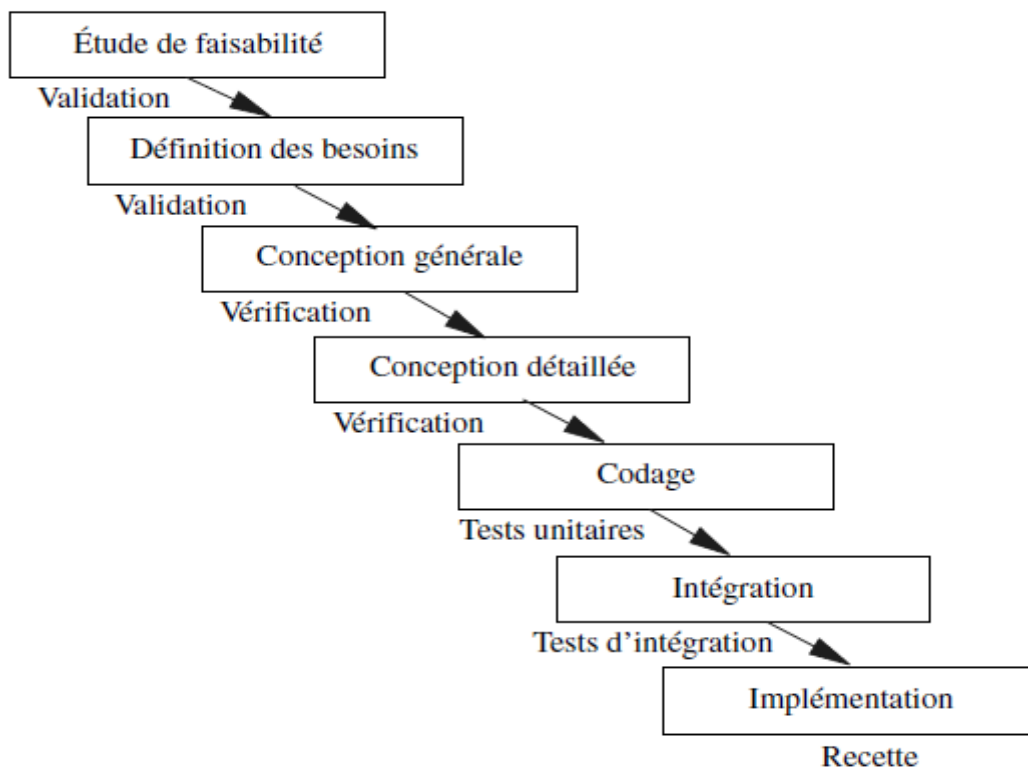 Étude de faisabilité
Validation
Définition des besoins
Validation
Conception générale
Vérification
Conception détaillée
Vérification
Codage
Tests unitaires
Intégration
Tests d'intégration
Implémentation
Recette